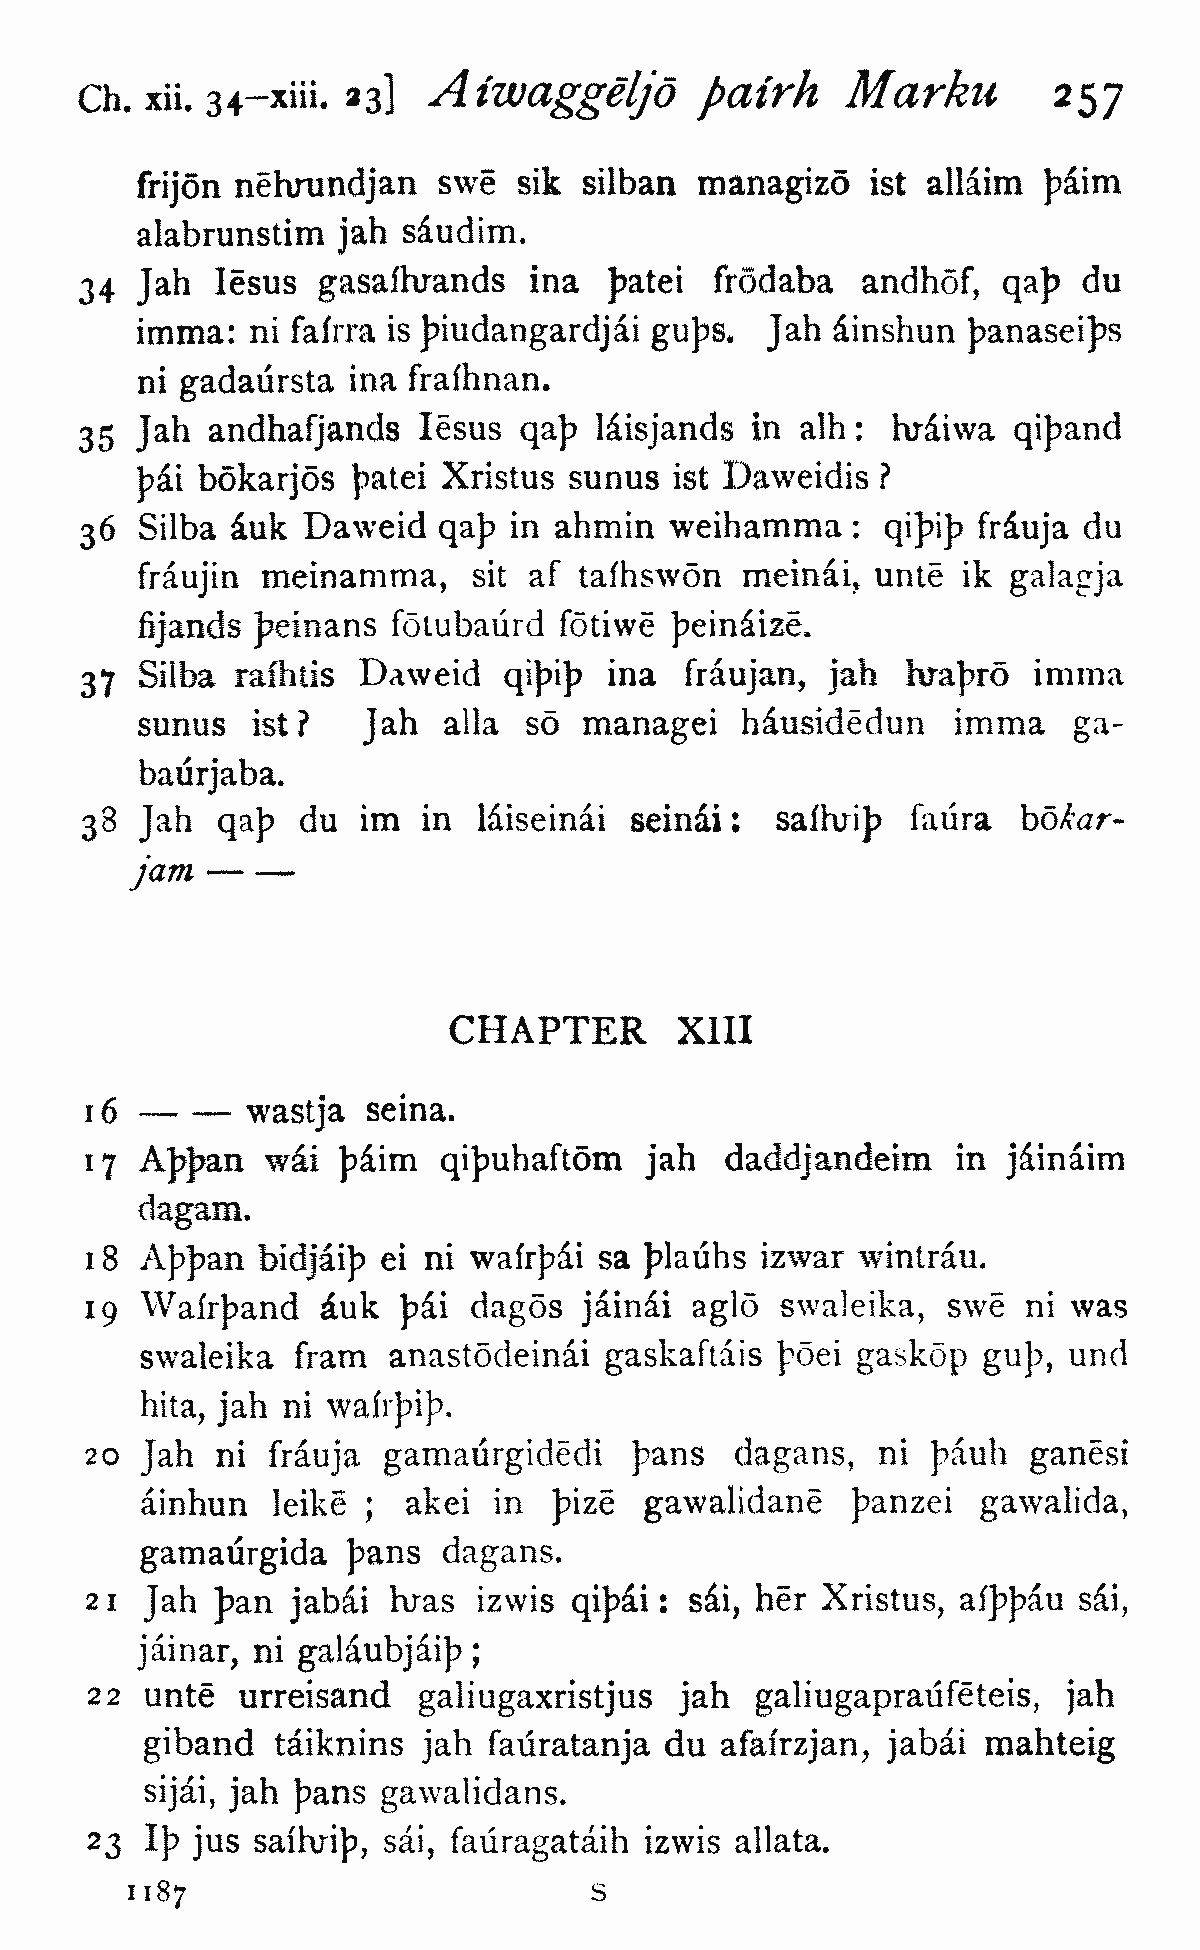 Ch. xii. 34–xiii. 23] Aíwaggēljō þaírh Marku 257
frijōn nēƕundjan swē sik silban managizō ist alláim þáim
alabrunstim jah sáudim.
34 Jah Iēsus gasaíƕands ina þatei frōdaba andhōf, qaþ du
imma: ni faírra is þiudangardjái guþs. Jah áinshun þanaseiþs
ni gadaúrsta ina fraíhnan.
35 Jah andhafjands Iēsus qaþ láisjands in alh: ƕáiwa qiþand
þái bōkarjōs þatei Xristus sunus ist Daweidis?
36 Silba áuk Daweid qaþ in ahmin weihamma: qiþiþ fráuja du
fráujin meinamma, sit af taíhswōn meinái, untē ik galagja
fijands þeinans fōtubaúrd fōtiwē þeináizē.
37 Silba raíhtis Daweid qiþiþ ina fráujan, jah ƕaþrō imma
sunus ist? Jah alla sō managei háusidēdun imma ga-
baúrjaba.
38 Jah qaþ du im in láiseinái seinái: saíƕiþ faúra bōkar-
jam — —
CHAPTER XIII
16 — — wastja seina.
17 Aþþan wái þáim qiþuhaftōm jah daddjandeim in jáináim
dagam.
18 Aþþan bidjáiþ ei ni waírþái sa þlaúhs izwar wintráu.
19 Waírþand áuk þái dagōs jáinái aglō swaleika, swē ni was
swaleika fram anastōdeinái gaskaftáis þōei gaskōp guþ, und
hita, jah ni waírþiþ.
20 Jah ni fráuja gamaúrgidēdi þans dagans, ni þáuh ganēsi
áinhun leikē; akei in þizē gawalidanē þanzei gawalida,
gamaúrgida þans dagans.
21 Jah þan jabái ƕas izwis qiþái: sái, hēr Xristus, aíþþáu sái,
jáinar, ni galáubjáiþ;
22 untē urreisand galiugaxristjus jah galiugapraúfēteis, jah
giband táiknins jah faúratanja du afaírzjan, jabái mahteig
sijái, jah þans gawalidans.
23 Iþ jus saíƕiþ, sái, faúragatáih izwis allata.
1187 S